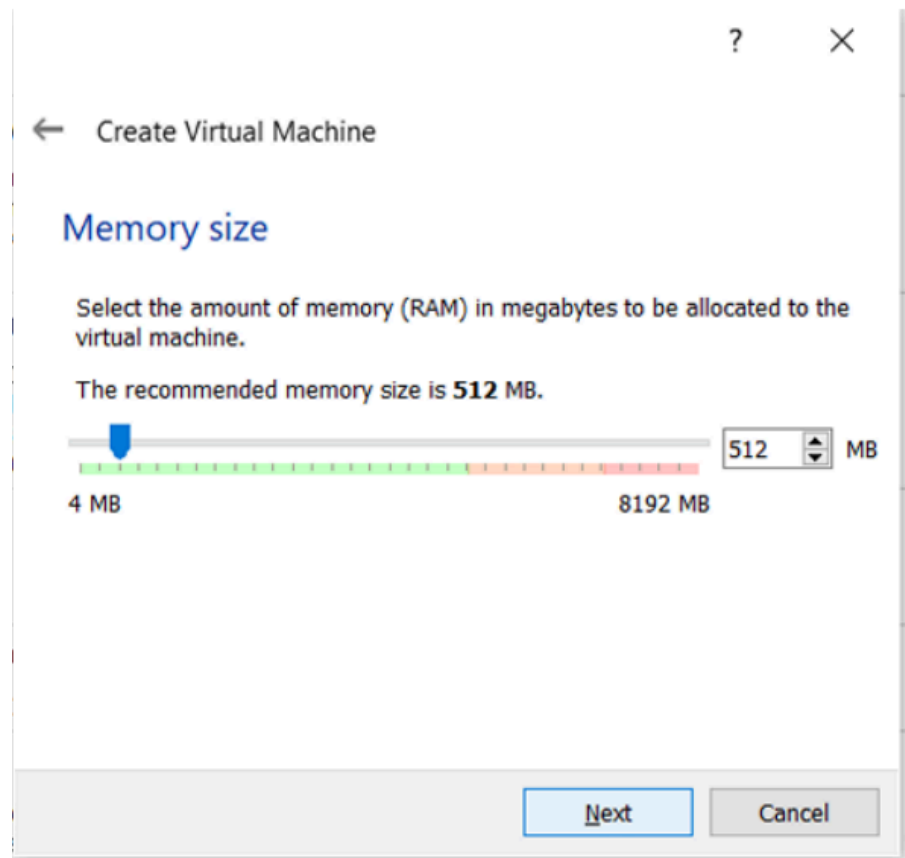 ?
Create Virtual Machine
Memory size
Select the amount of memory (RAM) in megabytes to be allocated to the
virtual machine.
The recommended memory size is 512 MB.
512 MB
4 MB 8192 MB
Next Cancel